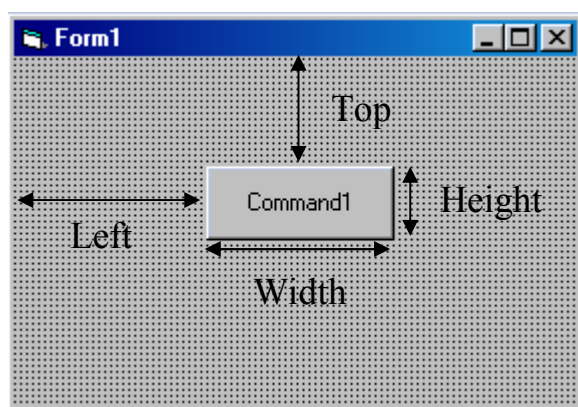 Form1
Top
Command1
Height
Left
Width